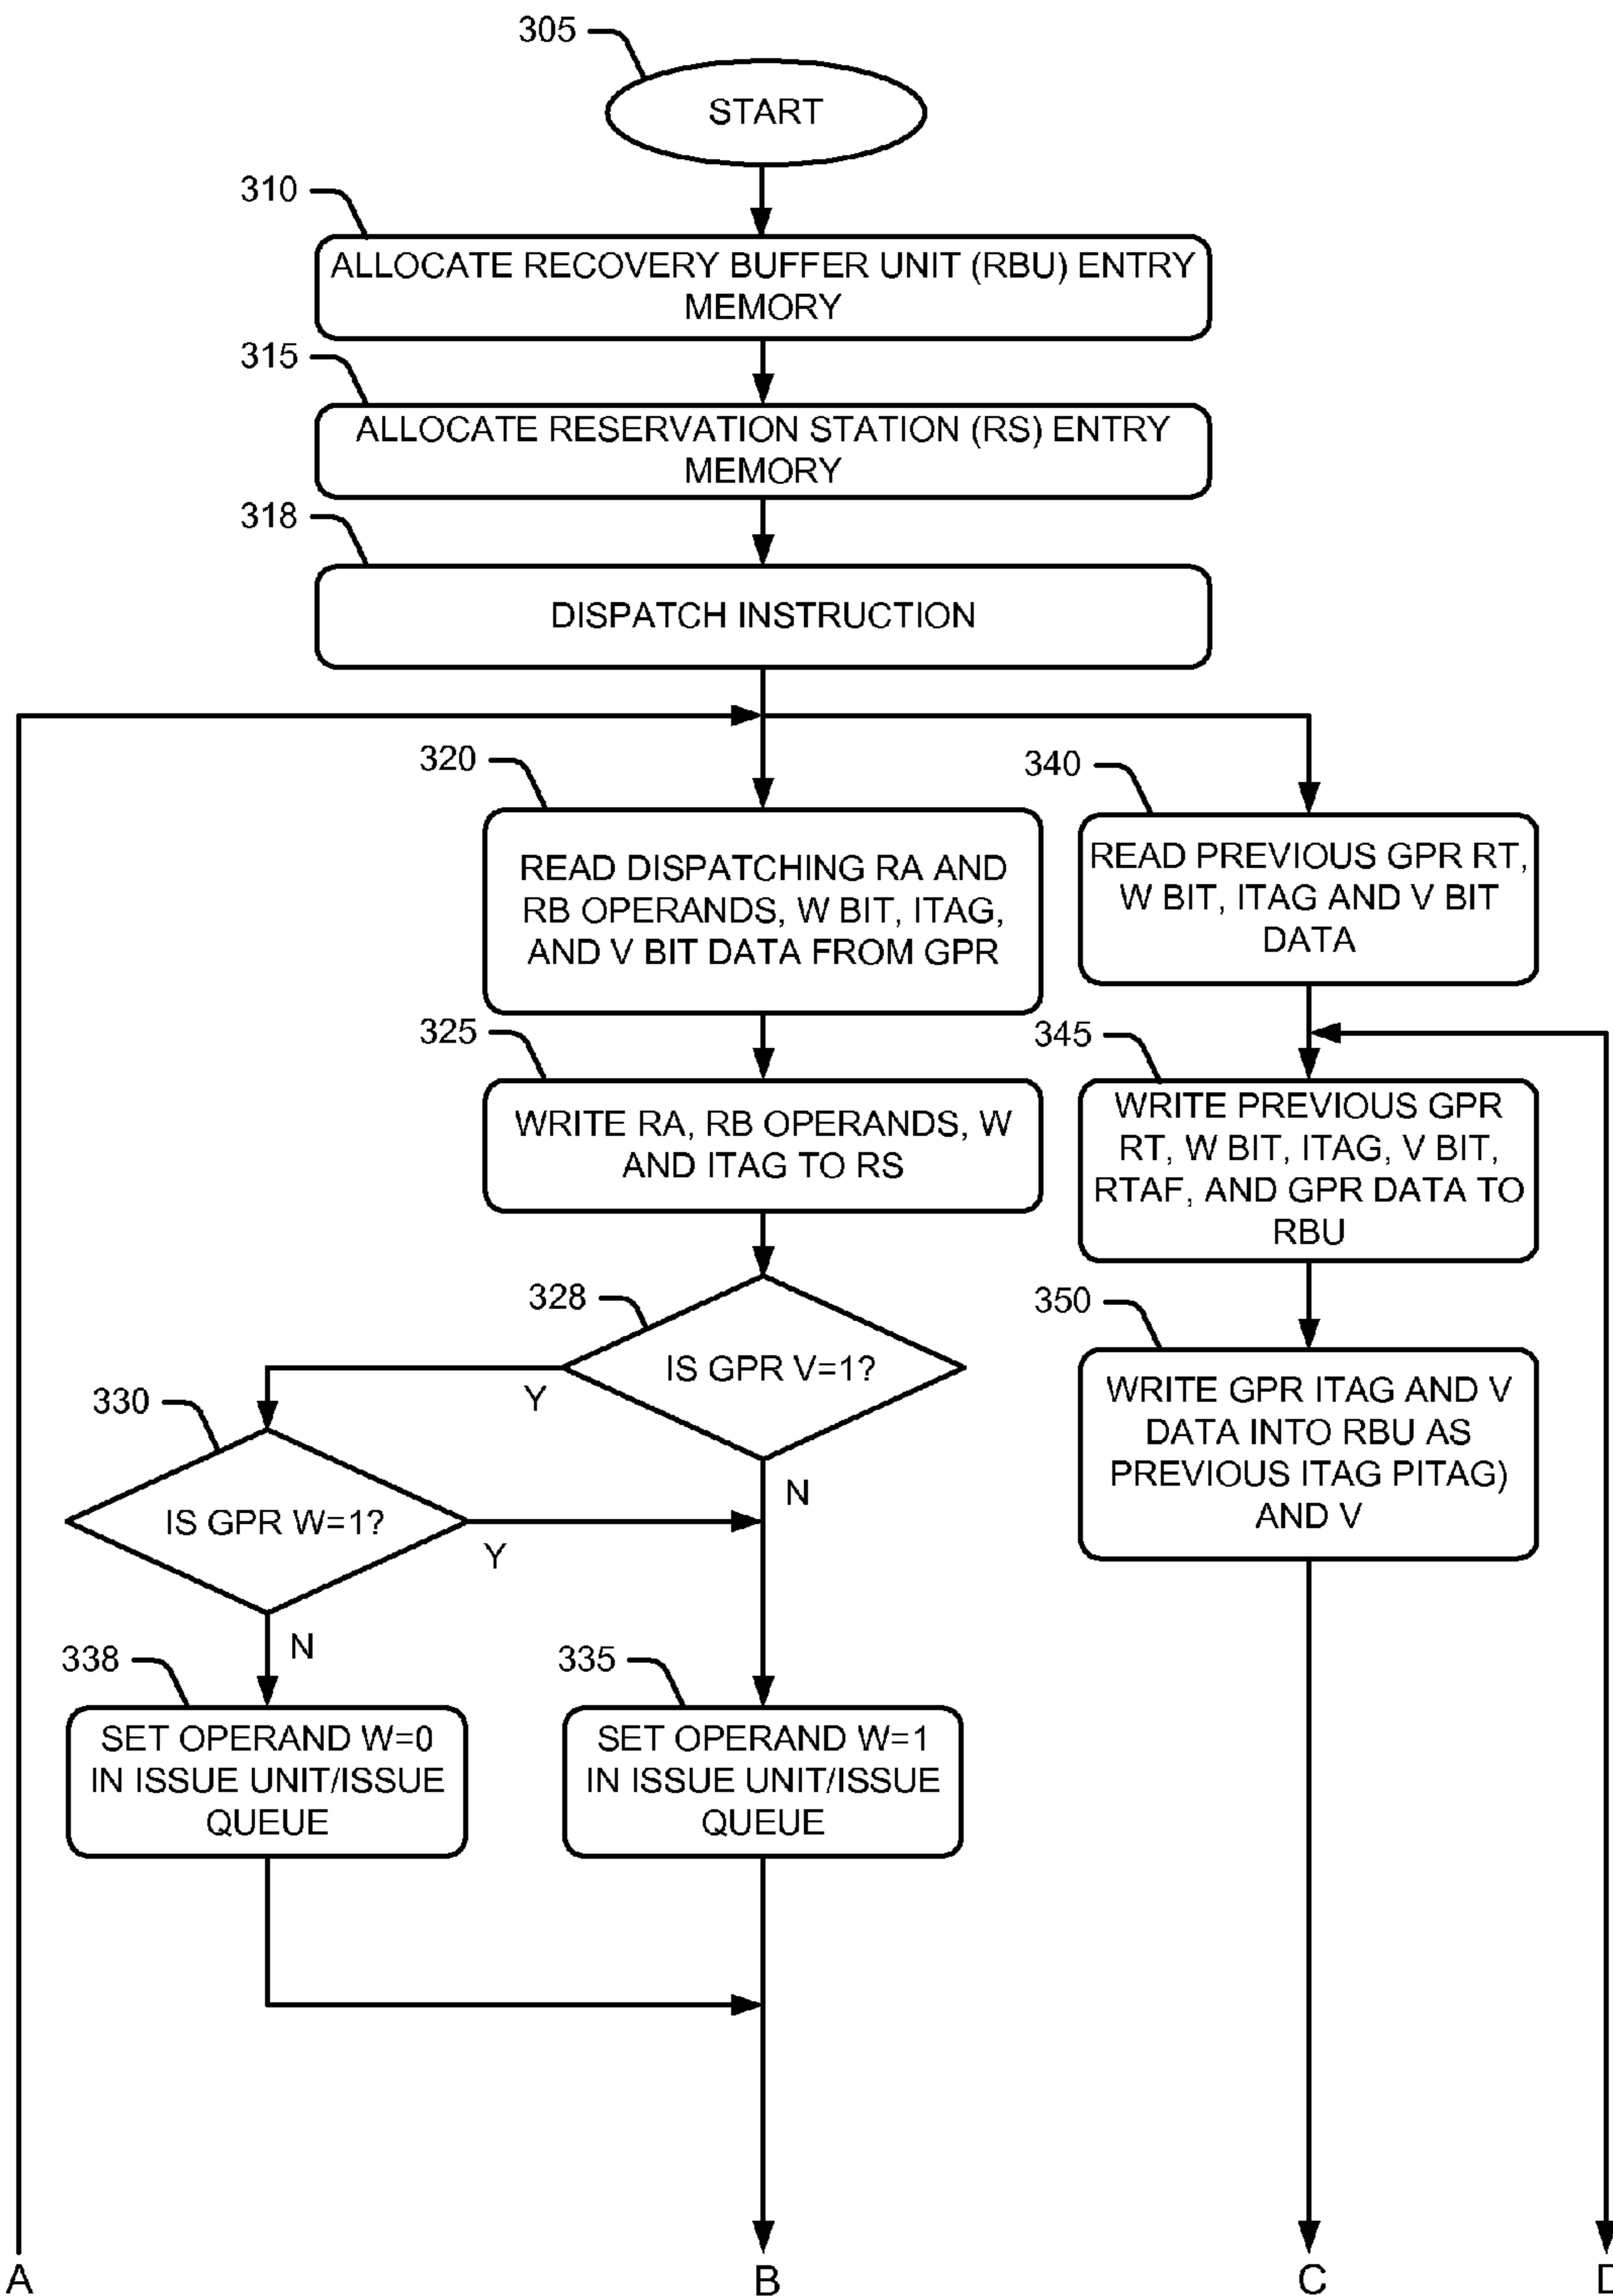 305
START
310
ALLOCATE RECOVERY BUFFER UNIT (RBU) ENTRY
MEMORY
315
ALLOCATE RESERVATION STATION (RS) ENTRY
MEMORY
318
DISPATCH INSTRUCTION
320
READ DISPATCHING RA AND
RB OPERANDS, W BIT, ITAG,
AND V BIT DATA FROM GPR
340
READ PREVIOUS GPR RT,
W BIT, ITAG AND V BIT
DATA
325
WRITE RA, RB OPERANDS, W
AND ITAG TO RS
345
WRITE PREVIOUS GPR
RT, W BIT, ITAG, V BIT,
RTAF, AND GPR DATA TO
RBU
328
IS GPR V=1?
Y
N
350
WRITE GPR ITAG AND V
DATA INTO RBU AS
PREVIOUS ITAG PITAG)
AND V
330
IS GPR W=1?
Y
N
338
SET OPERAND W=0
IN ISSUE UNIT/ISSUE
QUEUE
335
SET OPERAND W=1
IN ISSUE UNIT/ISSUE
QUEUE
A
B
C
D